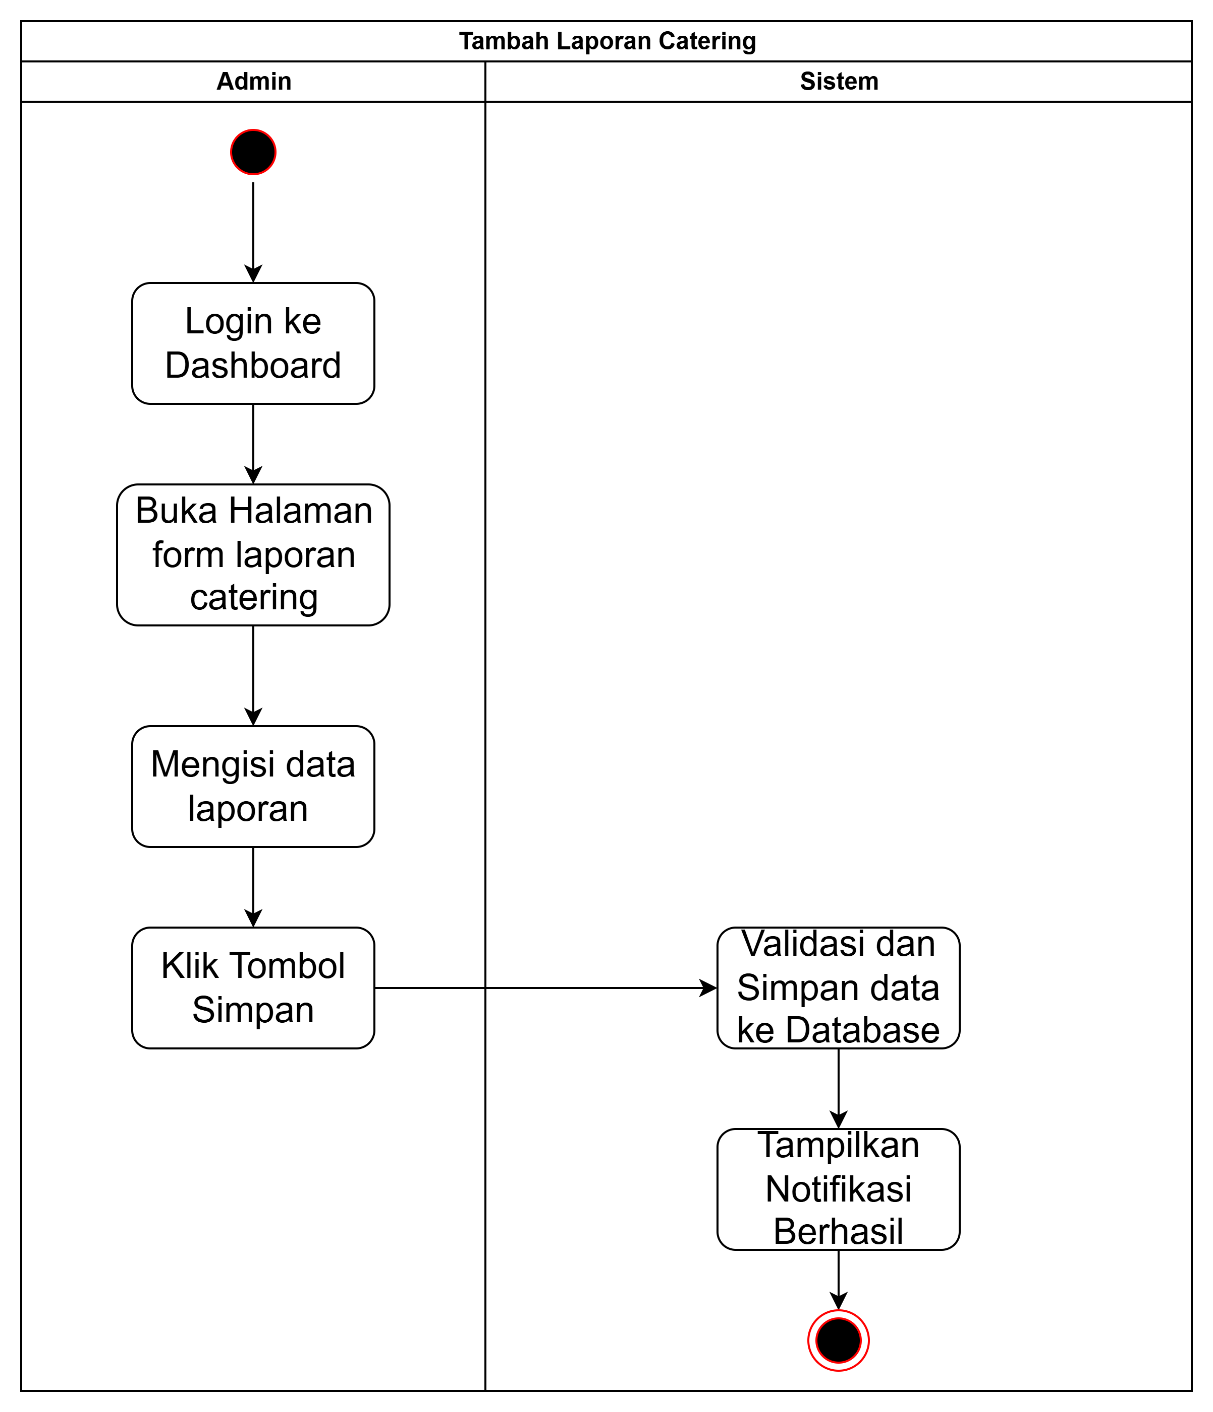 Tambah Laporan Catering
Admin
Sistem
Login ke
Dashboard
Buka Halaman
form laporan
catering
Mengisi data
laporan
Klik Tombol
Simpan
Validasi dan
Simpan data
ke Database
Tampilkan
Notifikasi
Berhasil